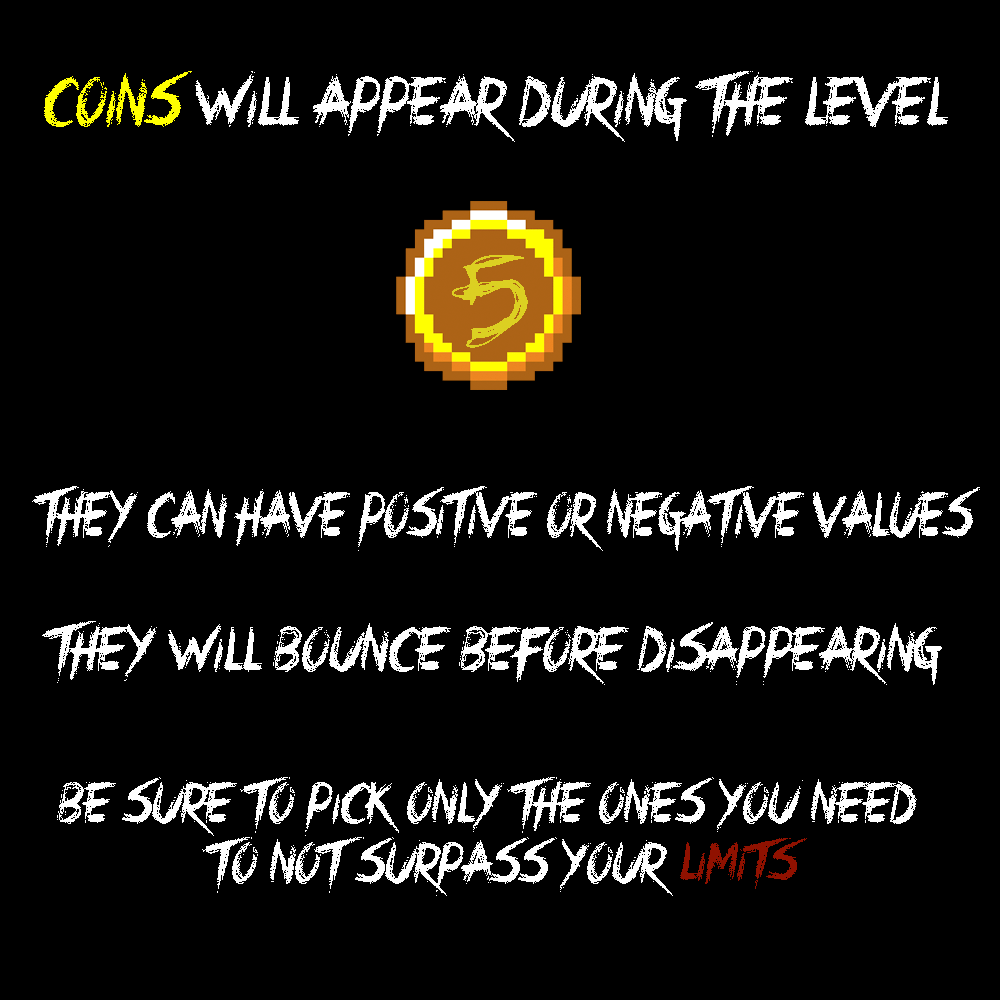 COINS WILL APPEAR DURING THE LEVEL
5
THEY CAN HAVE POSITIVE OR NEGATIVE VALUES
THEY WILL BOUNCE BEFORE DISAPPEARING
BE SURE TO PICK ONLY THE ONES YOU NEED
TO NOT SURPASS YOUR LIMITS